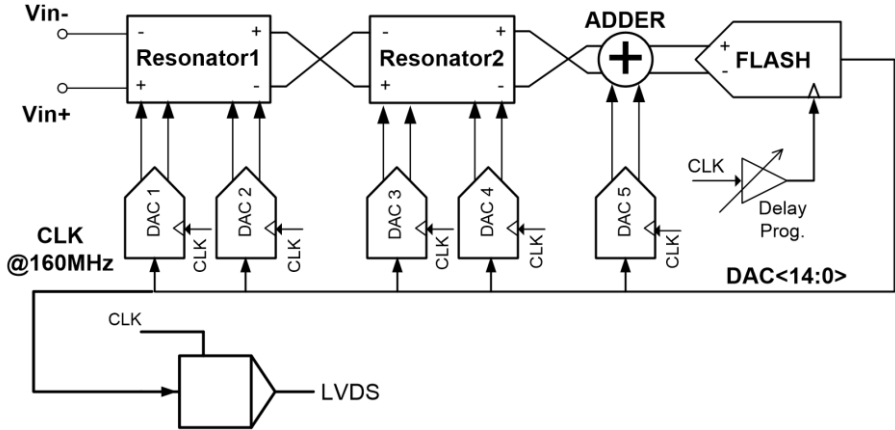 Vin-
Vin+
- +
Resonator1
+ -
- +
Resonator2
+ -
ADDER
+
+
FLASH
-
CLK
Delay
Prog.
DAC 1
CLK
DAC 2
CLK
DAC 3
CLK
DAC 4
CLK
DAC 5
CLK
CLK
@160MHz
DAC<14:0>
CLK
LVDS